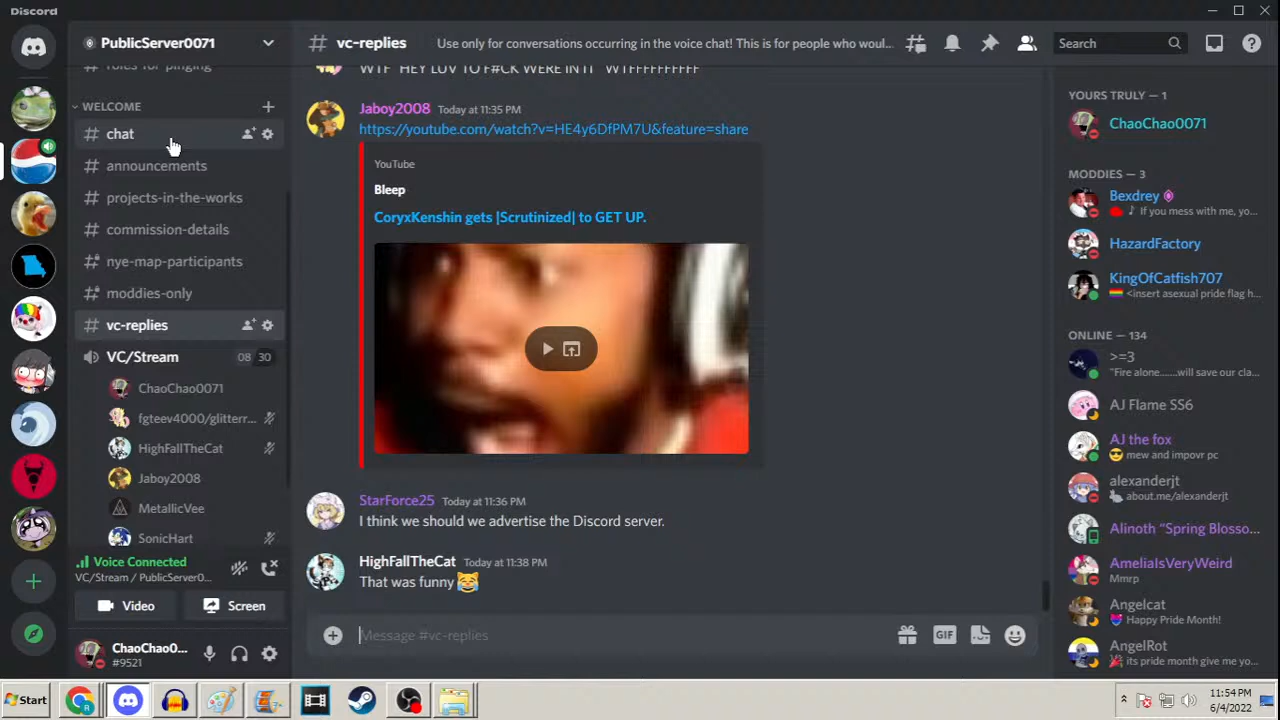 Discord
PublicServer0071
roles for pinging
WELCOME
chat
announcements
projects-in-the-works
commission-details
nye-map-participants
moddies-only
vc-replies
VC/Stream 08 30
ChaoChao0071
fgteev4000/glitterr...
HighFallTheCat
Jaboy2008
MetallicVee
SonicHart
Voice Connected
VC/Stream / PublicServer0...
Video Screen
ChaoChao0...
#9521
vc-replies Use only for conversations occurring in the voice chat! This is for people who woul... Search
WTF HEY LUV TO F#CK WERE IN IT WTFFFFFFFFF
Jaboy2008 Today at 11:35 PM
https://youtube.com/watch?v=HE4y6DfPM7U&feature=share
YouTube
Bleep
CoryxKenshin gets |Scrutinized| to GET UP.
StarForce25 Today at 11:36 PM
I think we should we advertise the Discord server.
HighFallTheCat Today at 11:38 PM
That was funny 😹
Message #vc-replies
GIF
YOURS TRULY – 1
ChaoChao0071
MODDIES – 3
Bexdrey
If you mess with me, yo...
HazardFactory
KingOfCatfish707
<insert asexual pride flag h...
ONLINE – 134
>=3
"Fire alone......will save our cla...
AJ Flame SS6
AJ the fox
mew and impovr pc
alexanderjt
about.me/alexanderjt
Alinoth “Spring Blosso...
AmeliaIsVeryWeird
Mmrp
Angelcat
Happy Pride Month!
AngelRot
its pride month give me yo...
Start
11:54 PM
6/4/2022